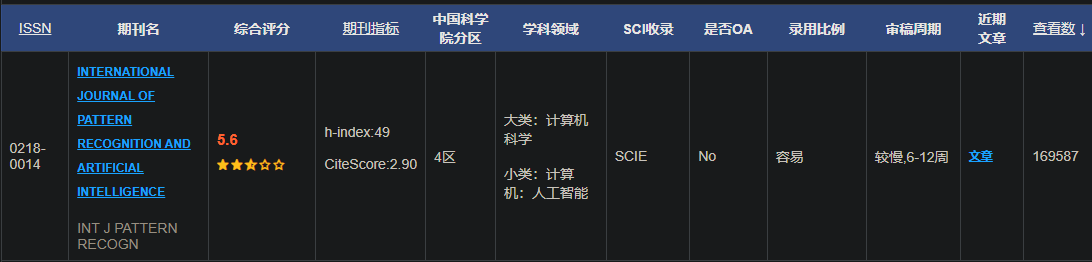 ISSN
期刊名
综合评分
期刊指标
中国科学
院分区
学科领域
SCI收录
是否OA
录用比例
审稿周期
近期
文章
查看数 ↓
0218-
0014
INTERNATIONAL
JOURNAL OF
PATTERN
RECOGNITION AND
ARTIFICIAL
INTELLIGENCE
INT J PATTERN
RECOGN
5.6
h-index:49
CiteScore:2.90
4区
大类：计算机
科学
小类：计算
机：人工智能
SCIE
No
容易
较慢,6-12周
文章
169587